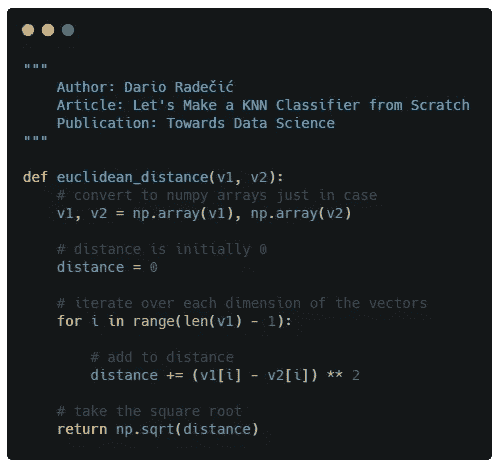 """
    Author: Dario Radečić
    Article: Let's Make a KNN Classifier from Scratch
    Publication: Towards Data Science
"""
def euclidean_distance(v1, v2):
    # convert to numpy arrays just in case
    v1, v2 = np.array(v1), np.array(v2)
    # distance is initially 0
    distance = 0
    # iterate over each dimension of the vectors
    for i in range(len(v1) - 1):
        # add to distance
        distance += (v1[i] - v2[i]) ** 2
    # take the square root
    return np.sqrt(distance)